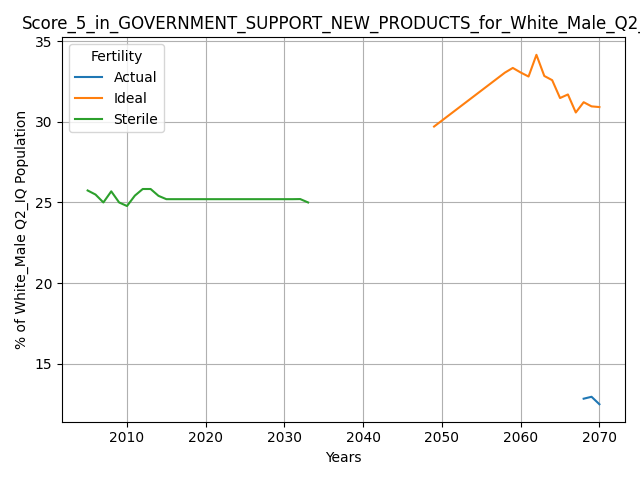 Score_5_in_GOVERNMENT_SUPPORT_NEW_PRODUCTS_for_White_Male_Q2_
Fertility
Actual
Ideal
Sterile
% of White_Male Q2_IQ Population
35
30
25
20
15
2010 2020 2030 2040 2050 2060 2070
Years